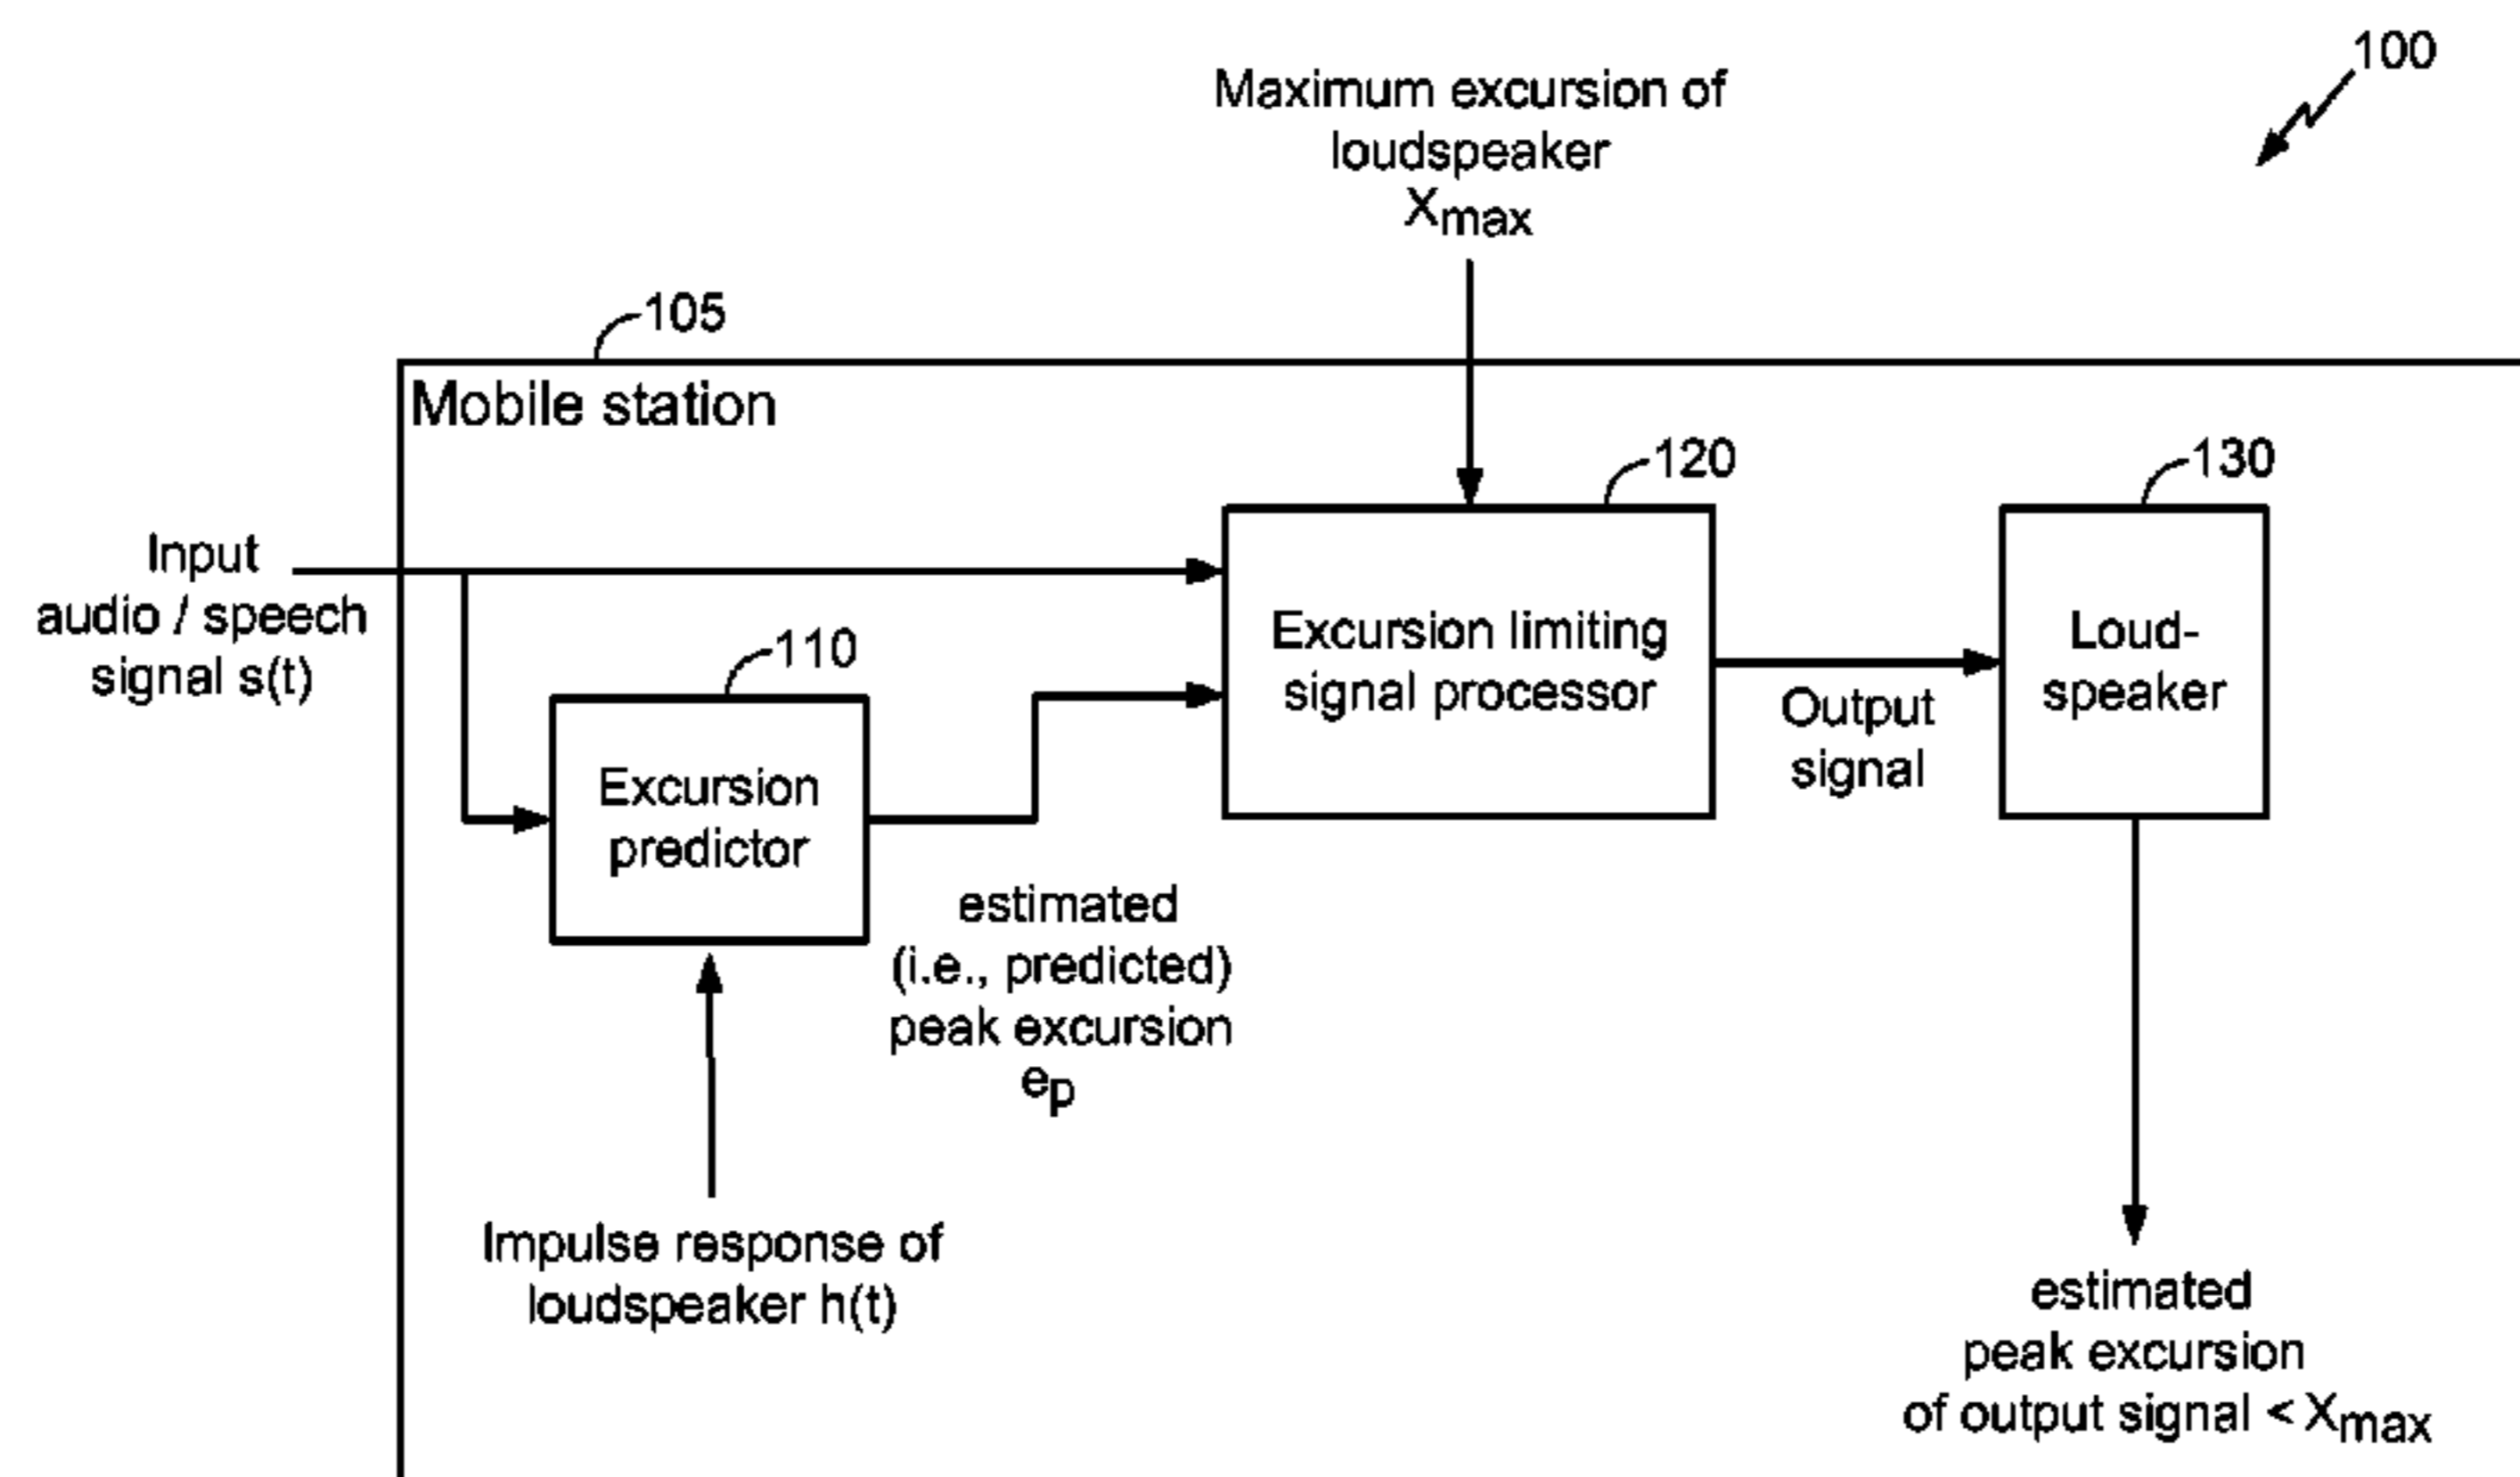 100
Maximum excursion of
loudspeaker
Xmax
105
Mobile station
120
130
Input
audio / speech
signal s(t)
110
Excursion limiting
signal processor
Loud-
speaker
Output
signal
Excursion
predictor
estimated
(i.e., predicted)
peak excursion
ep
Impulse response of
loudspeaker h(t)
estimated
peak excursion
of output signal < Xmax